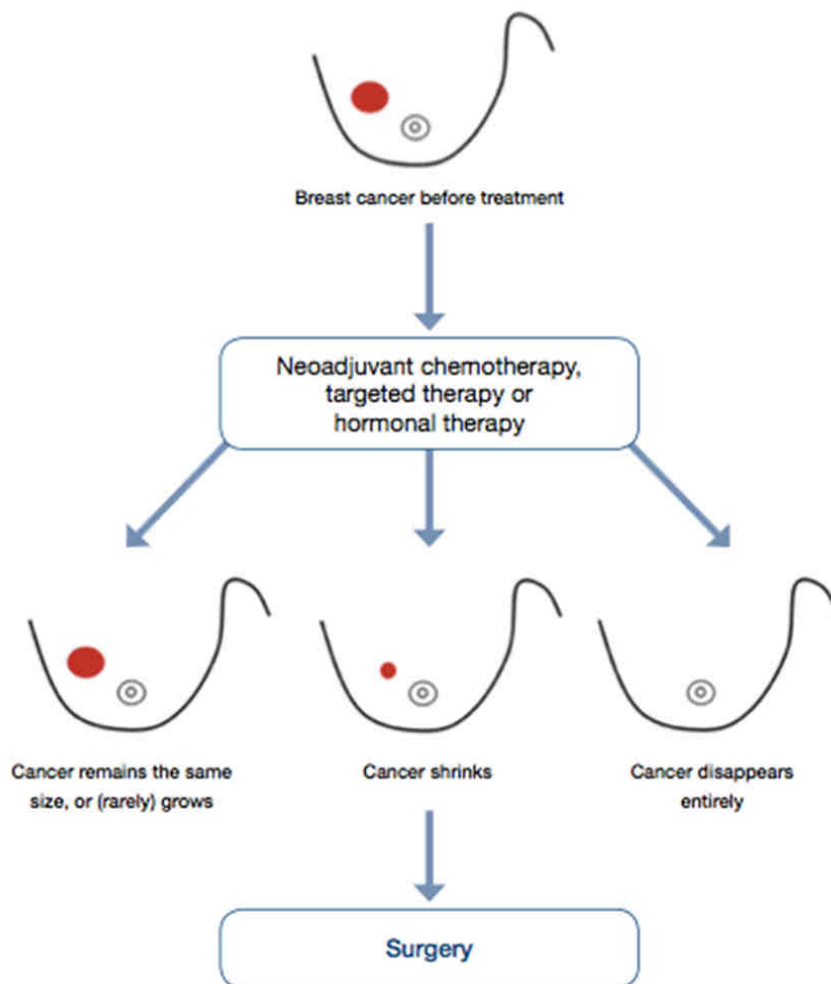 Breast cancer before treatment
Neoadjuvant chemotherapy,
targeted therapy or
hormonal therapy
Cancer remains the same
size, or (rarely) grows
Cancer shrinks
Cancer disappears
entirely
Surgery